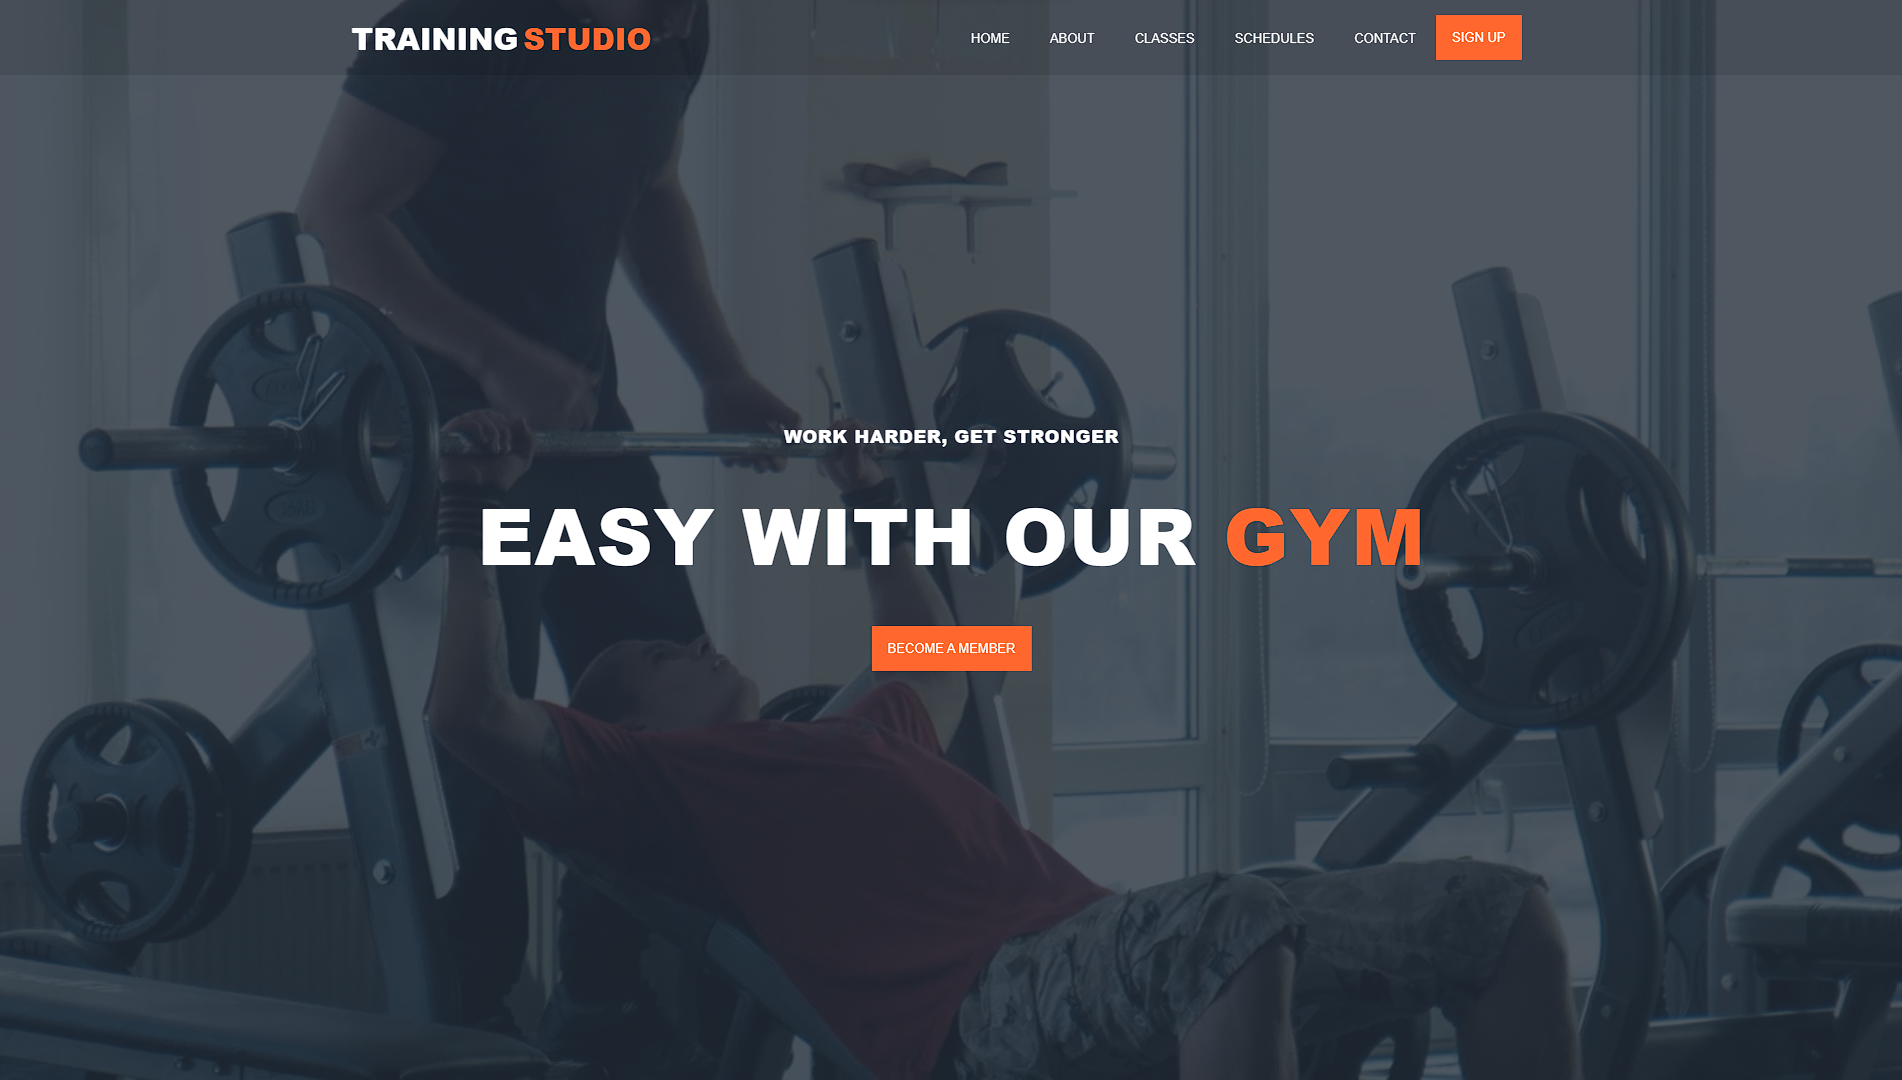 TRAINING STUDIO
HOME
ABOUT
CLASSES
SCHEDULES
CONTACT
SIGN UP
WORK HARDER, GET STRONGER
EASY WITH OUR GYM
BECOME A MEMBER